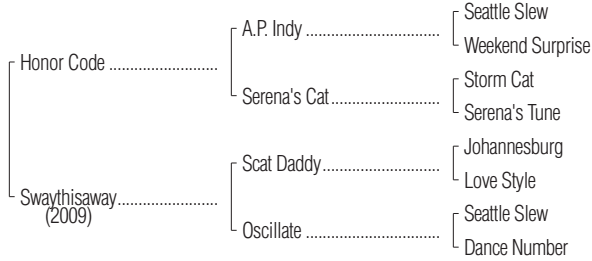 Seattle Slew
A.P. Indy ..............................
Weekend Surprise
Honor Code .........................
Storm Cat
Serena's Cat.........................
Serena's Tune
Johannesburg
Scat Daddy...........................
Love Style
Swaythisaway.......................
(2009)
Seattle Slew
Oscillate ..............................
Dance Number